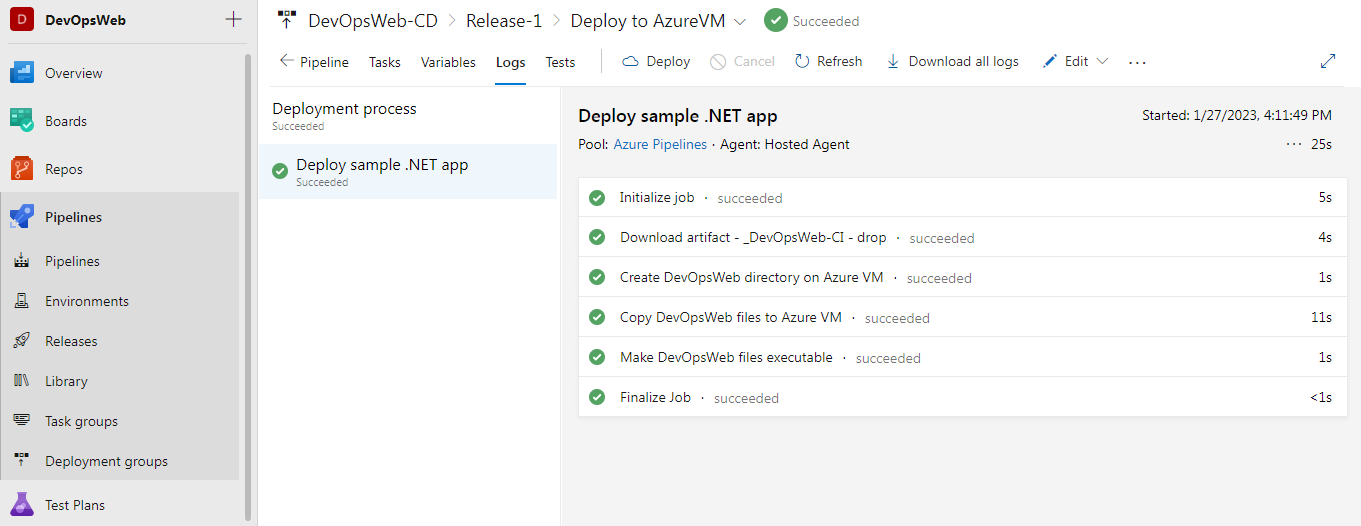 D DevOpsWeb +
Overview
Boards
Repos
Pipelines
Pipelines
Environments
Releases
Library
Task groups
Deployment groups
Test Plans
DevOpsWeb-CD > Release-1 > Deploy to AzureVM Succeeded
← Pipeline Tasks Variables Logs Tests Deploy Cancel Refresh Download all logs Edit ...
Deployment process
Succeeded
Deploy sample .NET app
Succeeded
Deploy sample .NET app Started: 1/27/2023, 4:11:49 PM
Pool: Azure Pipelines · Agent: Hosted Agent ... 25s
Initialize job · succeeded 5s
Download artifact - _DevOpsWeb-CI - drop · succeeded 4s
Create DevOpsWeb directory on Azure VM · succeeded 1s
Copy DevOpsWeb files to Azure VM · succeeded 11s
Make DevOpsWeb files executable · succeeded 1s
Finalize Job · succeeded <1s